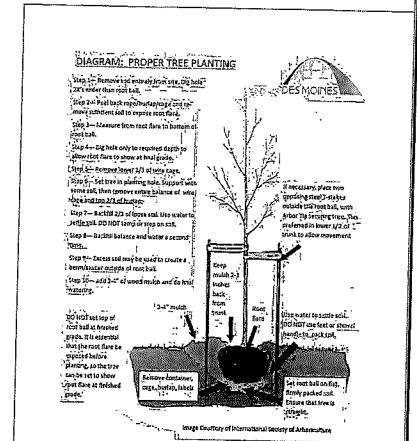 DIAGRAM: PROPER TREE PLANTING
DES MOINES
Step 1— Remove sod entirely from site. Dig hole
2X's wider than root ball.
Step 2— Peel back rope/burlap/cage and re-
move sufficient soil to expose root flare.
Step 3— Measure from root flare to bottom of
root ball.
Step 4— Dig hole only to required depth to
allow root flare to show at final grade.
Step 5— Remove lower 1/3 of wire cage.
Step 6— Set tree in planting hole. Support with
some soil, then remove entire balance of wire
cage and top 2/3 of burlap.
Step 7— Backfill 2/3 of loose soil. Use water to
settle soil. DO NOT tamp or step on soil.
Step 8— Backfill balance and water a second
time.
Step 9— Excess soil may be used to create a
berm/saucer outside of root ball.
Step 10— add 2-4" of wood mulch and do final
watering.
If necessary, place two
opposing steel T-stakes
outside the root ball, with
ArborTie securing tree. Ties
preferred in lower 1/2 of
trunk to allow movement
Keep
mulch 2-3
inches
back
from
trunk
Root
flare
2-4" mulch
Use water to settle soil.
DO NOT use feet or shovel
handle to pack soil.
DO NOT set top of
root ball at finished
grade. It is essential
that the root flare be
exposed before
planting, so the tree
can be set to show
root flare at finished
grade.
Remove container,
cage, burlap, labels
Set root ball on flat,
firmly packed soil.
Ensure that tree is
straight.
Image Courtesy of International Society of Arboriculture